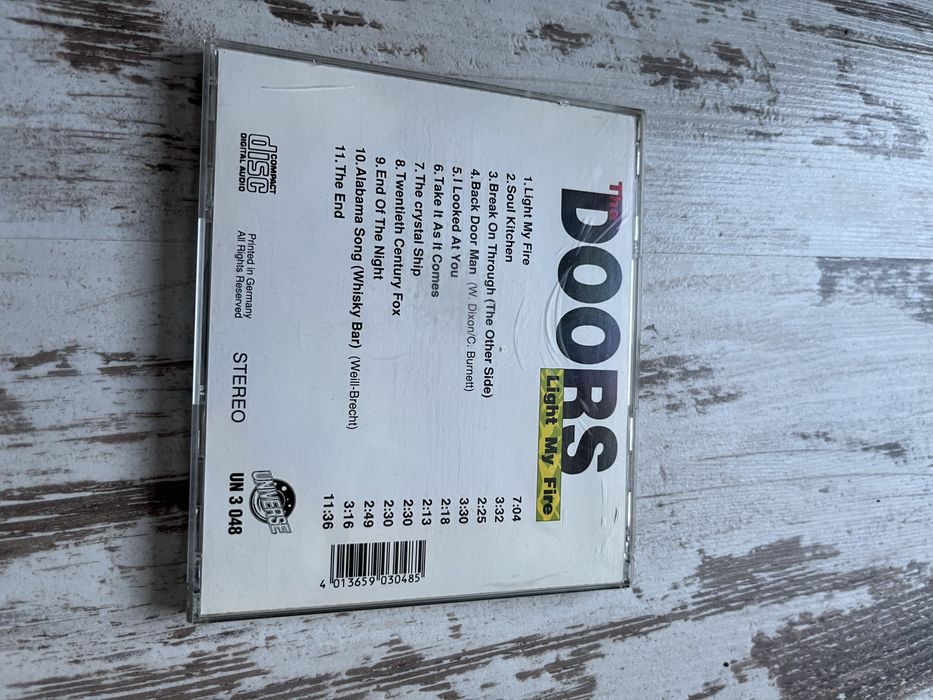 The
DOORS
Light My Fire
1. Light My Fire 7:04
2. Soul Kitchen 3:32
3. Break On Through (The Other Side) 2:25
4. Back Door Man (W. Dixon/C. Burnett) 3:30
5. I Looked At You 2:18
6. Take It As It Comes 2:13
7. The crystal Ship 2:30
8. Twentieth Century Fox 2:30
9. End Of The Night 2:49
10. Alabama Song (Whisky Bar) (Weill-Brecht) 3:16
11. The End 11:36
COMPACT
disc
DIGITAL AUDIO
Printed in Germany
All Rights Reserved
STEREO
UNIVERSE
UN 3 048
4 013659 030485